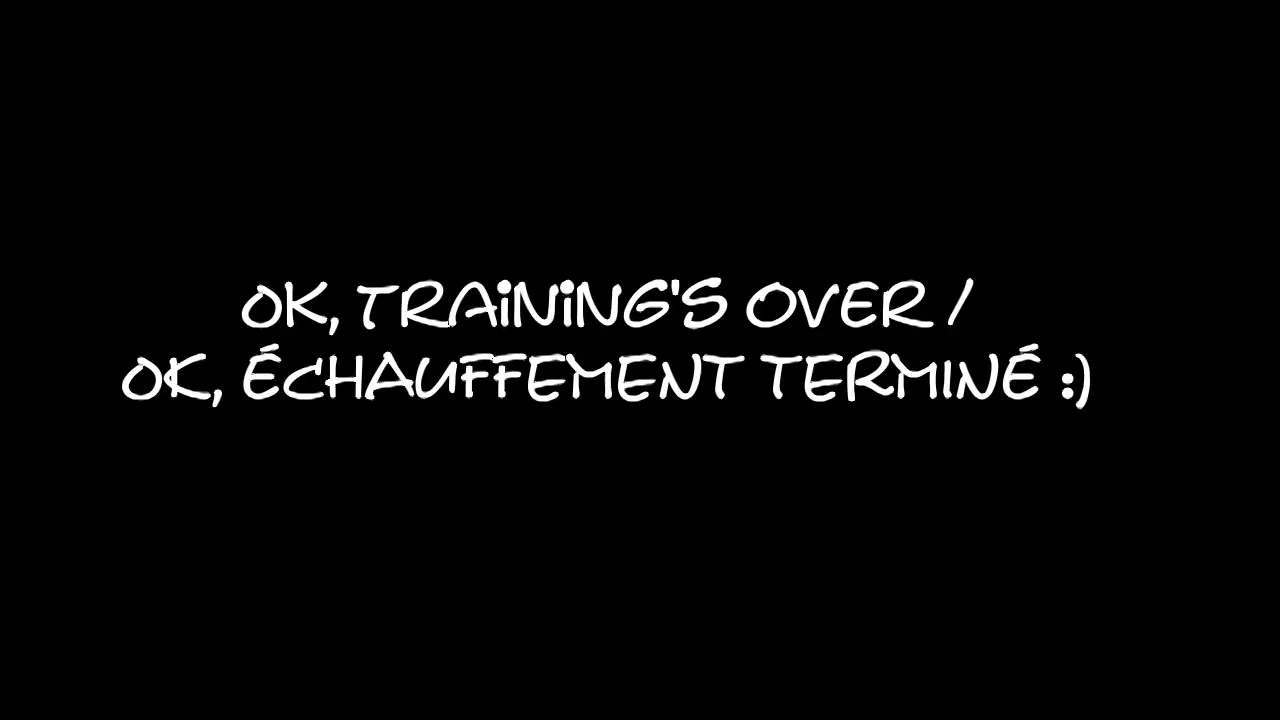 OK, TRAINING'S OVER /
OK, ÉCHAUFFEMENT TERMINÉ :)